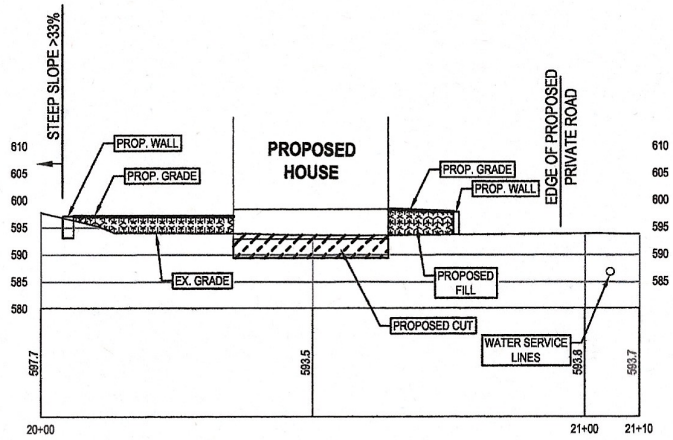 STEEP SLOPE >33%
EDGE OF PROPOSED
PRIVATE ROAD
PROPOSED
HOUSE
PROP. WALL
PROP. GRADE
PROP. GRADE
PROP. WALL
610
605
600
595
590
585
580
610
605
600
595
590
585
EX. GRADE
PROPOSED
FILL
PROPOSED CUT
WATER SERVICE
LINES
597.7
593.5
593.8
593.7
20+00
21+00
21+10